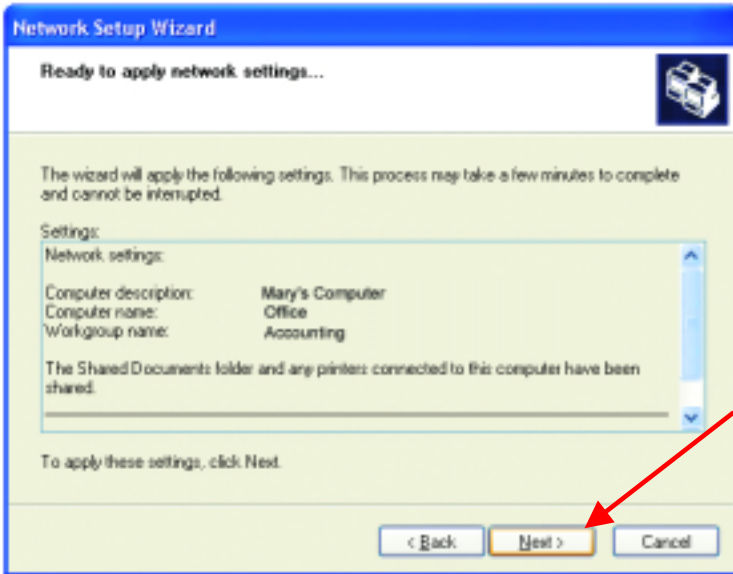 Network Setup Wizard
Ready to apply network settings...
The wizard will apply the following settings. This process may take a few minutes to complete
and cannot be interrupted.
Settings:
Network settings:
Computer description: Mary's Computer
Computer name: Office
Workgroup name: Accounting
The Shared Documents folder and any printers connected to this computer have been
shared.
To apply these settings, click Next.
< Back Next > Cancel